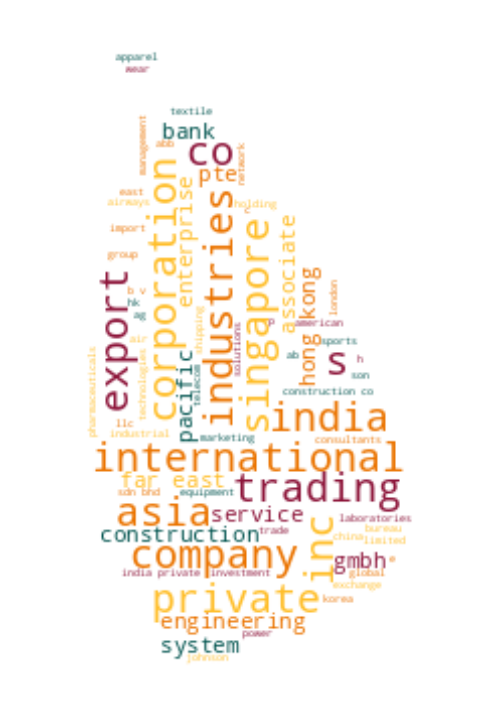 apparel
wear
textile
bank
management
abb
co
network
pte
east
airways
corporation
enterprise
industries
holding
c
import
singapore
associate
group
export
b v
hk
ag
hong kong
london
p
american
shipping
solutions
air
sports
pharmaceuticals
technologies
pacific
telecom
ab
s
h
son
construction co
llc
india
industrial
marketing
consultants
international
far east
trading
sdn bhd
equipment
asia
service
laboratories
construction
trade
inc
bureau
china
limited
company
gmbh
e
india private
investment
global
exchange
private
korea
engineering
power
system
johnson